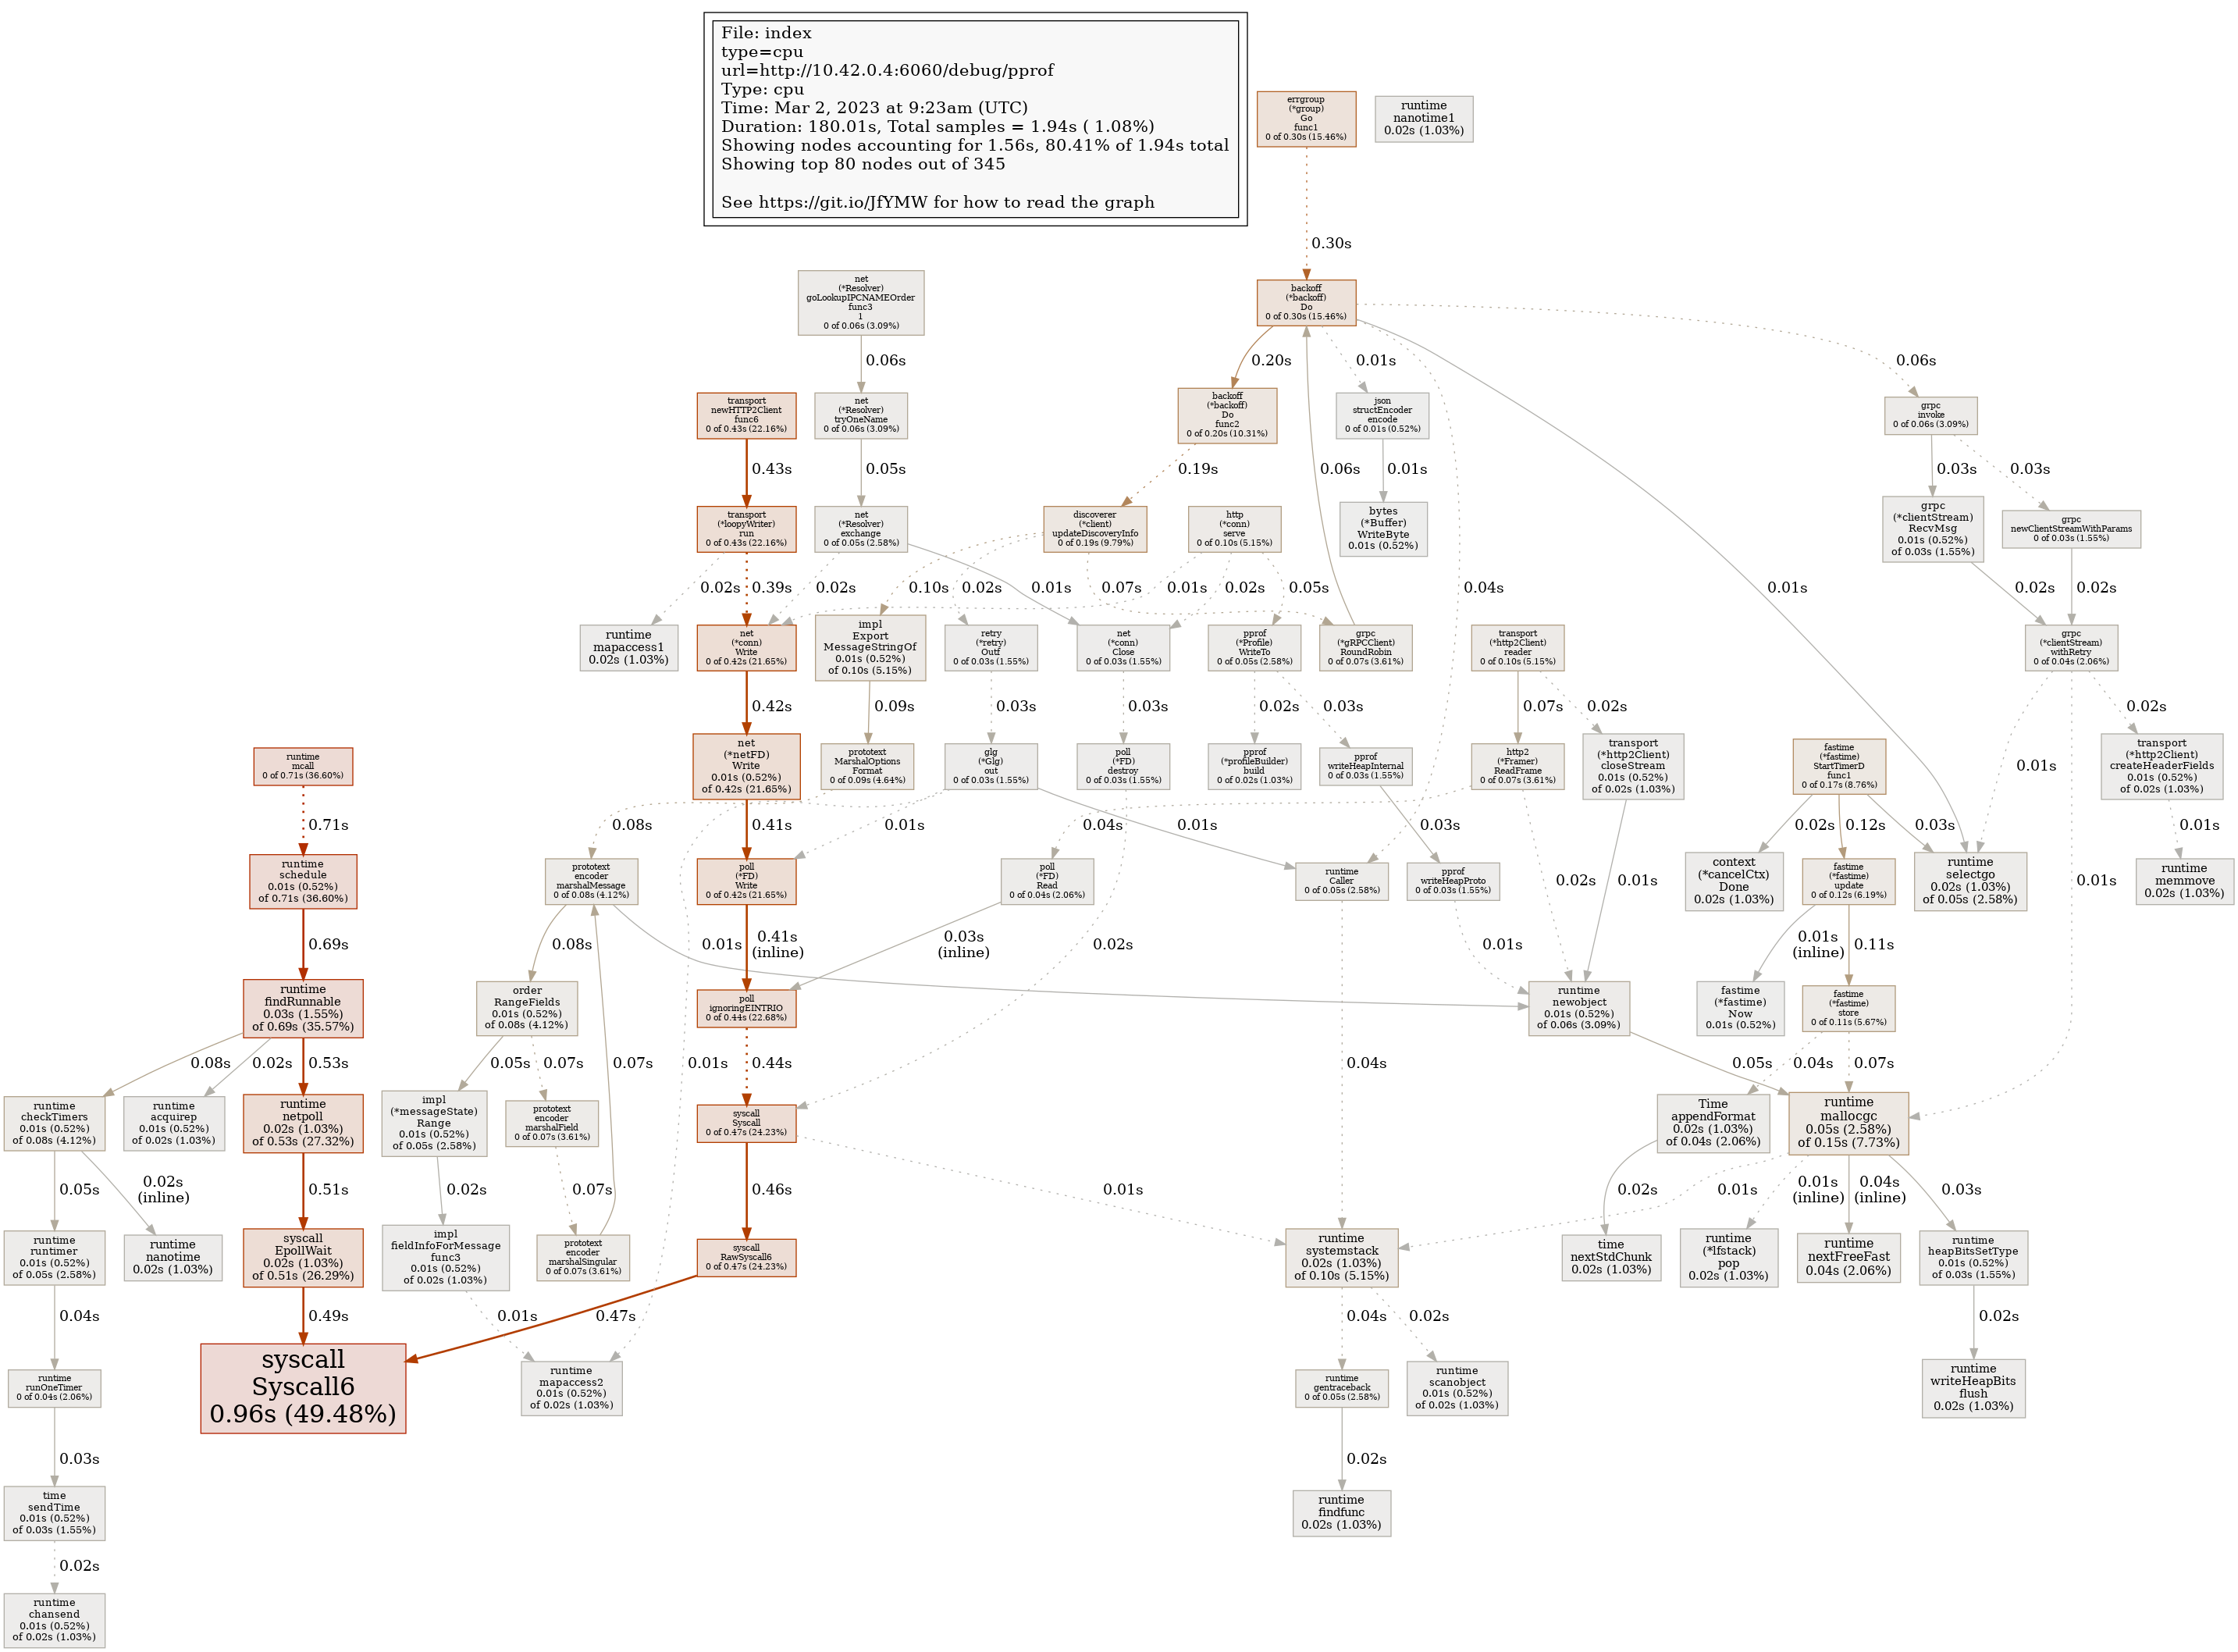 File: index
type=cpu
url=http://10.42.0.4:6060/debug/pprof
Type: cpu
Time: Mar 2, 2023 at 9:23am (UTC)
Duration: 180.01s, Total samples = 1.94s ( 1.08%)
Showing nodes accounting for 1.56s, 80.41% of 1.94s total
Showing top 80 nodes out of 345
See https://git.io/JfYMW for how to read the graph
errgroup
(*group)
Go
func1
0 of 0.30s (15.46%)
runtime
nanotime1
0.02s (1.03%)
0.30s
net
(*Resolver)
goLookupIPCNAMEOrder
func3
1
0 of 0.06s (3.09%)
backoff
(*backoff)
Do
0 of 0.30s (15.46%)
0.06s
0.20s
0.01s
0.06s
transport
newHTTP2Client
func6
0 of 0.43s (22.16%)
net
(*Resolver)
tryOneName
0 of 0.06s (3.09%)
backoff
(*backoff)
Do
func2
0 of 0.20s (10.31%)
json
structEncoder
encode
0 of 0.01s (0.52%)
grpc
invoke
0 of 0.06s (3.09%)
0.43s
0.05s
0.19s
0.06s
0.01s
0.03s
0.03s
transport
(*loopyWriter)
run
0 of 0.43s (22.16%)
net
(*Resolver)
exchange
0 of 0.05s (2.58%)
discoverer
(*client)
updateDiscoveryInfo
0 of 0.19s (9.79%)
http
(*conn)
serve
0 of 0.10s (5.15%)
bytes
(*Buffer)
WriteByte
0.01s (0.52%)
grpc
(*clientStream)
RecvMsg
0.01s (0.52%)
of 0.03s (1.55%)
grpc
newClientStreamWithParams
0 of 0.03s (1.55%)
0.02s
0.39s
0.02s
0.10s
0.02s
0.01s
0.07s
0.01s
0.02s
0.05s
0.04s
0.01s
0.02s
0.02s
runtime
mapaccess1
0.02s (1.03%)
net
(*conn)
Write
0 of 0.42s (21.65%)
impl
Export
MessageStringOf
0.01s (0.52%)
of 0.10s (5.15%)
retry
(*retry)
Outf
0 of 0.03s (1.55%)
net
(*conn)
Close
0 of 0.03s (1.55%)
pprof
(*Profile)
WriteTo
0 of 0.05s (2.58%)
grpc
(*gRPCClient)
RoundRobin
0 of 0.07s (3.61%)
transport
(*http2Client)
reader
0 of 0.10s (5.15%)
grpc
(*clientStream)
withRetry
0 of 0.04s (2.06%)
0.42s
0.09s
0.03s
0.03s
0.02s
0.03s
0.07s
0.02s
0.02s
runtime
mcall
0 of 0.71s (36.60%)
net
(*netFD)
Write
0.01s (0.52%)
of 0.42s (21.65%)
prototext
MarshalOptions
Format
0 of 0.09s (4.64%)
glg
(*Glg)
out
0 of 0.03s (1.55%)
poll
(*FD)
destroy
0 of 0.03s (1.55%)
pprof
(*profileBuilder)
build
0 of 0.02s (1.03%)
pprof
writeHeapInternal
0 of 0.03s (1.55%)
http2
(*Framer)
ReadFrame
0 of 0.07s (3.61%)
transport
(*http2Client)
closeStream
0.01s (0.52%)
of 0.02s (1.03%)
fastime
(*fastime)
StartTimerD
func1
0 of 0.17s (8.76%)
transport
(*http2Client)
createHeaderFields
0.01s (0.52%)
of 0.02s (1.03%)
0.71s
0.08s
0.41s
0.01s
0.04s
0.01s
0.03s
0.02s
0.12s
0.03s
0.01s
0.01s
runtime
schedule
0.01s (0.52%)
of 0.71s (36.60%)
prototext
encoder
marshalMessage
0 of 0.08s (4.12%)
poll
(*FD)
Write
0 of 0.42s (21.65%)
poll
(*FD)
Read
0 of 0.04s (2.06%)
runtime
Caller
0 of 0.05s (2.58%)
pprof
writeHeapProto
0 of 0.03s (1.55%)
context
(*cancelCtx)
Done
0.02s (1.03%)
fastime
(*fastime)
update
0 of 0.12s (6.19%)
runtime
selectgo
0.02s (1.03%)
of 0.05s (2.58%)
runtime
memmove
0.02s (1.03%)
0.01s
0.69s
0.08s
0.01s
0.41s
(inline)
0.03s
(inline)
0.02s
0.01s
0.02s
0.01s
0.01s
(inline)
0.11s
runtime
findRunnable
0.03s (1.55%)
of 0.69s (35.57%)
order
RangeFields
0.01s (0.52%)
of 0.08s (4.12%)
poll
ignoringEINTRIO
0 of 0.44s (22.68%)
runtime
newobject
0.01s (0.52%)
of 0.06s (3.09%)
fastime
(*fastime)
Now
0.01s (0.52%)
fastime
(*fastime)
store
0 of 0.11s (5.67%)
0.08s
0.02s
0.53s
0.05s
0.07s
0.07s
0.01s
0.44s
0.04s
0.05s
0.04s
0.07s
runtime
checkTimers
0.01s (0.52%)
of 0.08s (4.12%)
runtime
acquirep
0.01s (0.52%)
of 0.02s (1.03%)
runtime
netpoll
0.02s (1.03%)
of 0.53s (27.32%)
impl
(*messageState)
Range
0.01s (0.52%)
of 0.05s (2.58%)
prototext
encoder
marshalField
0 of 0.07s (3.61%)
syscall
Syscall
0 of 0.47s (24.23%)
Time
appendFormat
0.02s (1.03%)
of 0.04s (2.06%)
runtime
mallocgc
0.05s (2.58%)
of 0.15s (7.73%)
0.05s
0.02s
(inline)
0.51s
0.02s
0.07s
0.46s
0.01s
0.02s
0.01s
0.01s
(inline)
0.04s
(inline)
0.03s
runtime
runtimer
0.01s (0.52%)
of 0.05s (2.58%)
runtime
nanotime
0.02s (1.03%)
syscall
EpollWait
0.02s (1.03%)
of 0.51s (26.29%)
impl
fieldInfoForMessage
func3
0.01s (0.52%)
of 0.02s (1.03%)
prototext
encoder
marshalSingular
0 of 0.07s (3.61%)
syscall
RawSyscall6
0 of 0.47s (24.23%)
runtime
systemstack
0.02s (1.03%)
of 0.10s (5.15%)
time
nextStdChunk
0.02s (1.03%)
runtime
(*lfstack)
pop
0.02s (1.03%)
runtime
nextFreeFast
0.04s (2.06%)
runtime
heapBitsSetType
0.01s (0.52%)
of 0.03s (1.55%)
0.04s
0.49s
0.01s
0.47s
0.04s
0.02s
0.02s
runtime
runOneTimer
0 of 0.04s (2.06%)
syscall
Syscall6
0.96s (49.48%)
runtime
mapaccess2
0.01s (0.52%)
of 0.02s (1.03%)
runtime
gentraceback
0 of 0.05s (2.58%)
runtime
scanobject
0.01s (0.52%)
of 0.02s (1.03%)
runtime
writeHeapBits
flush
0.02s (1.03%)
0.03s
0.02s
time
sendTime
0.01s (0.52%)
of 0.03s (1.55%)
runtime
findfunc
0.02s (1.03%)
0.02s
runtime
chansend
0.01s (0.52%)
of 0.02s (1.03%)